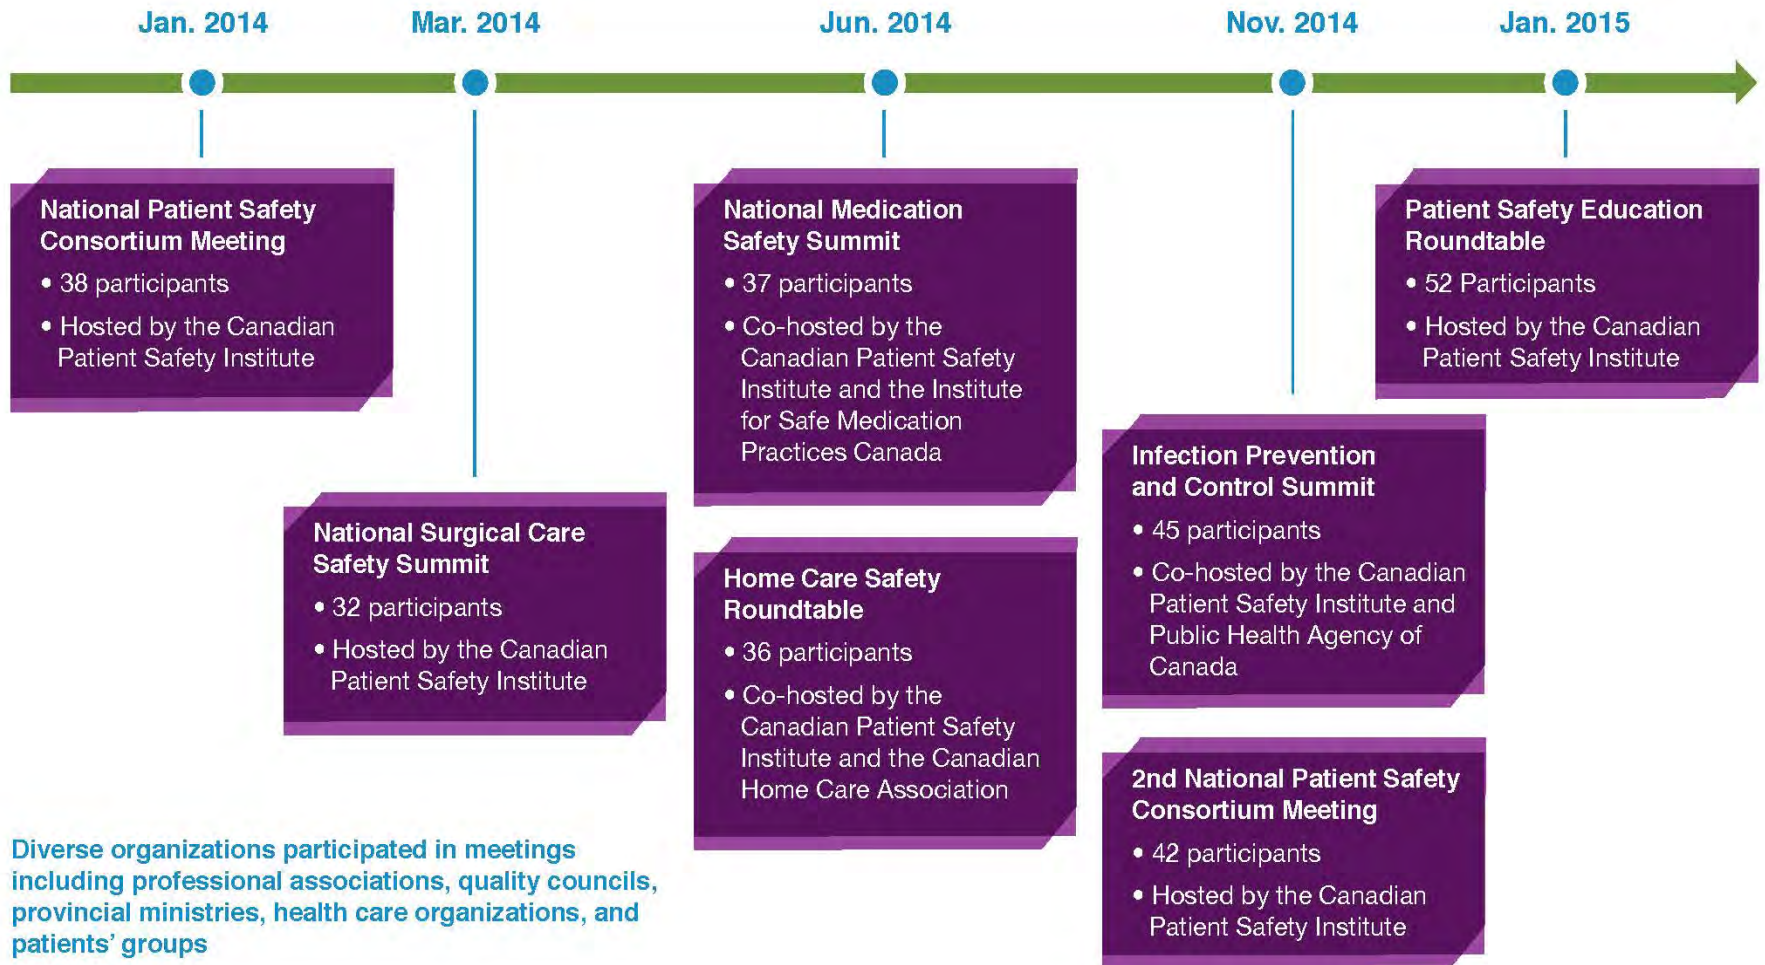 Jan. 2014
Mar. 2014
Jun. 2014
Nov. 2014
Jan. 2015
National Patient Safety
Consortium Meeting
• 38 participants
• Hosted by the Canadian
Patient Safety Institute
National Surgical Care
Safety Summit
• 32 participants
• Hosted by the Canadian
Patient Safety Institute
National Medication
Safety Summit
• 37 participants
• Co-hosted by the
Canadian Patient Safety
Institute and the Institute
for Safe Medication
Practices Canada
Home Care Safety
Roundtable
• 36 participants
• Co-hosted by the
Canadian Patient Safety
Institute and the Canadian
Home Care Association
Infection Prevention
and Control Summit
• 45 participants
• Co-hosted by the Canadian
Patient Safety Institute and
Public Health Agency of
Canada
2nd National Patient Safety
Consortium Meeting
• 42 participants
• Hosted by the Canadian
Patient Safety Institute
Patient Safety Education
Roundtable
• 52 Participants
• Hosted by the Canadian
Patient Safety Institute
Diverse organizations participated in meetings
including professional associations, quality councils,
provincial ministries, health care organizations, and
patients’ groups